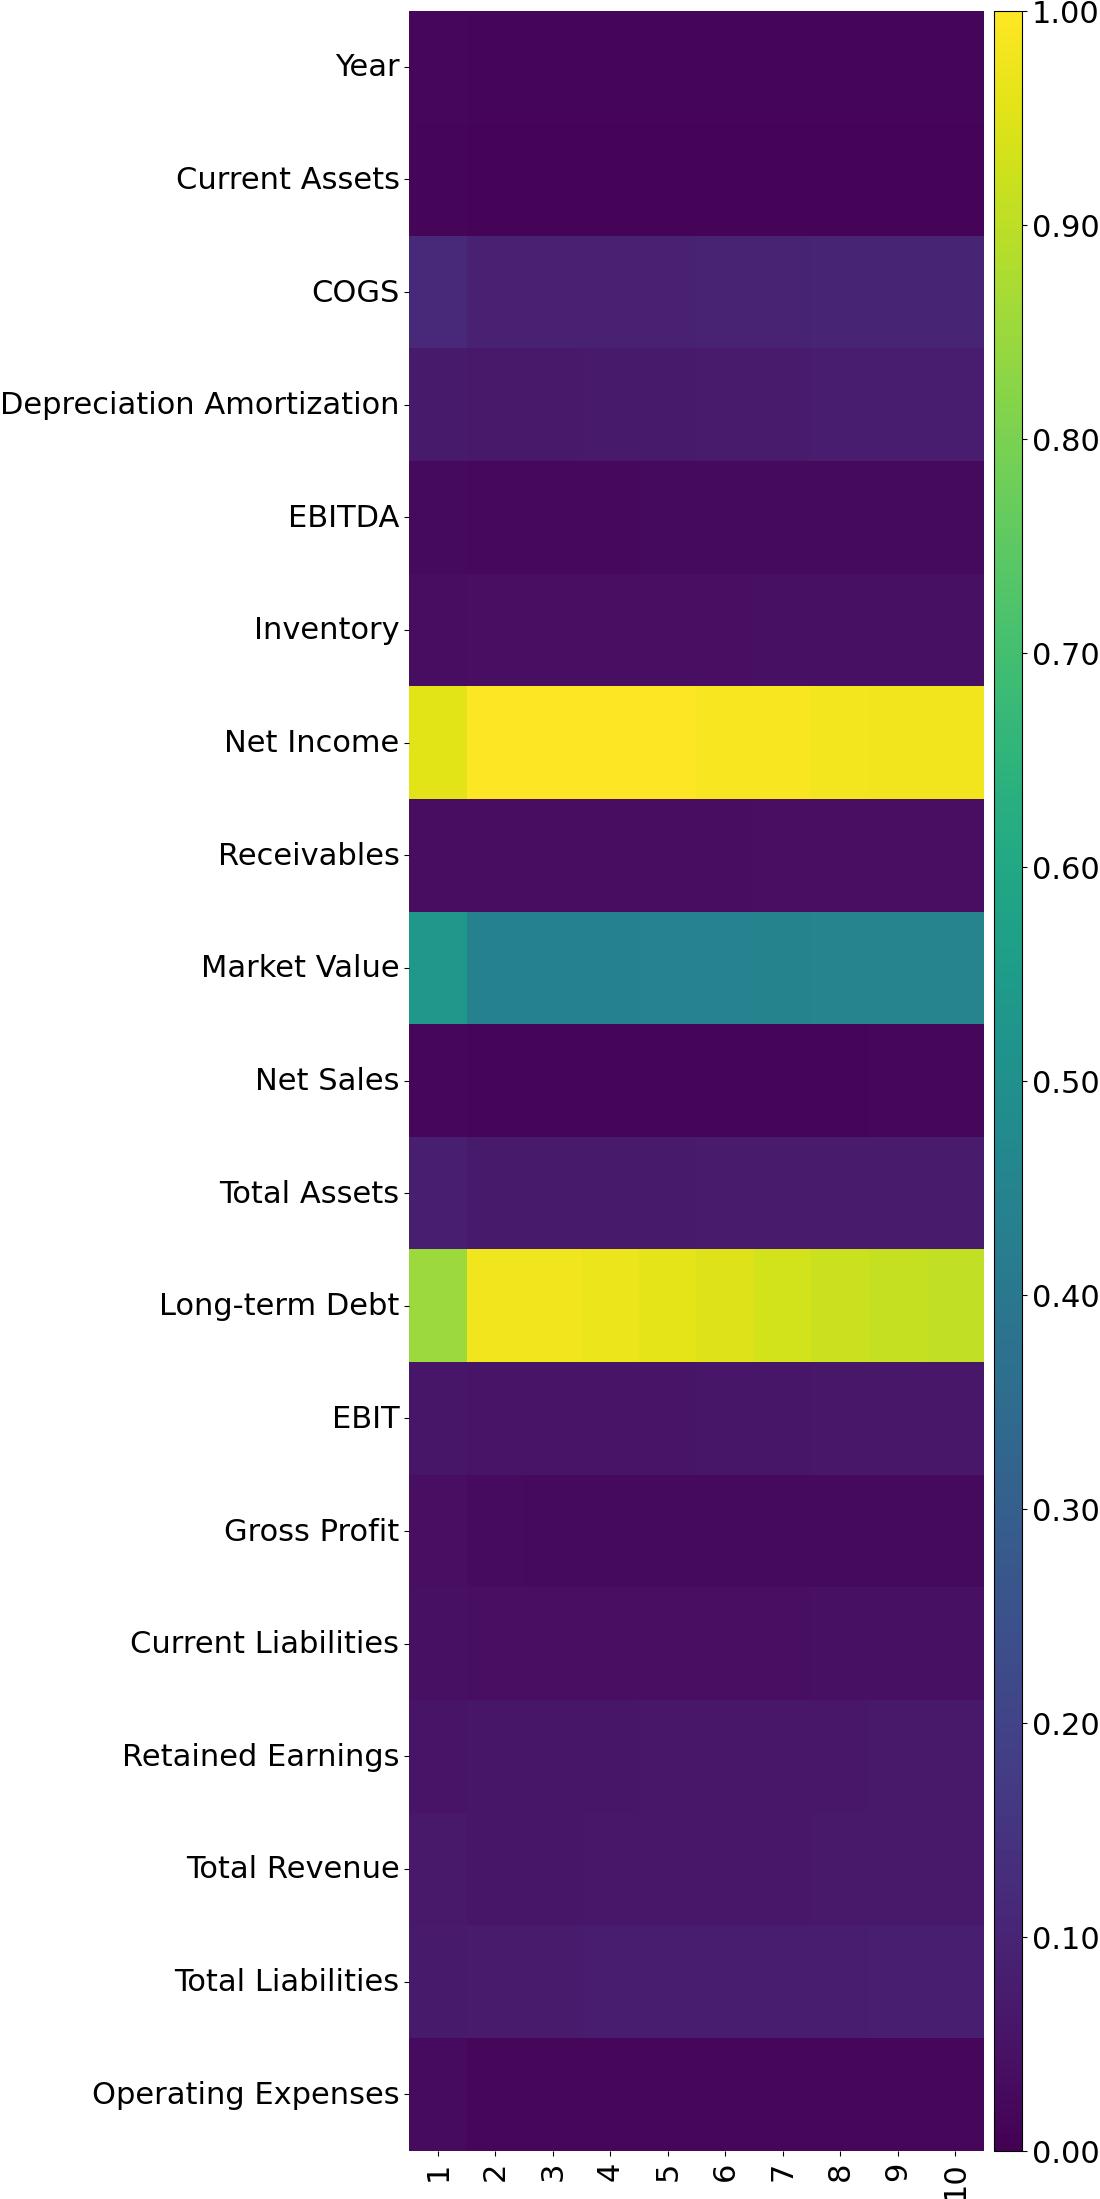 Year
Current Assets
COGS
Depreciation Amortization
EBITDA
Inventory
Net Income
Receivables
Market Value
Net Sales
Total Assets
Long-term Debt
EBIT
Gross Profit
Current Liabilities
Retained Earnings
Total Revenue
Total Liabilities
Operating Expenses
1 2 3 4 5 6 7 8 9 10
1.00
0.90
0.80
0.70
0.60
0.50
0.40
0.30
0.20
0.10
0.00